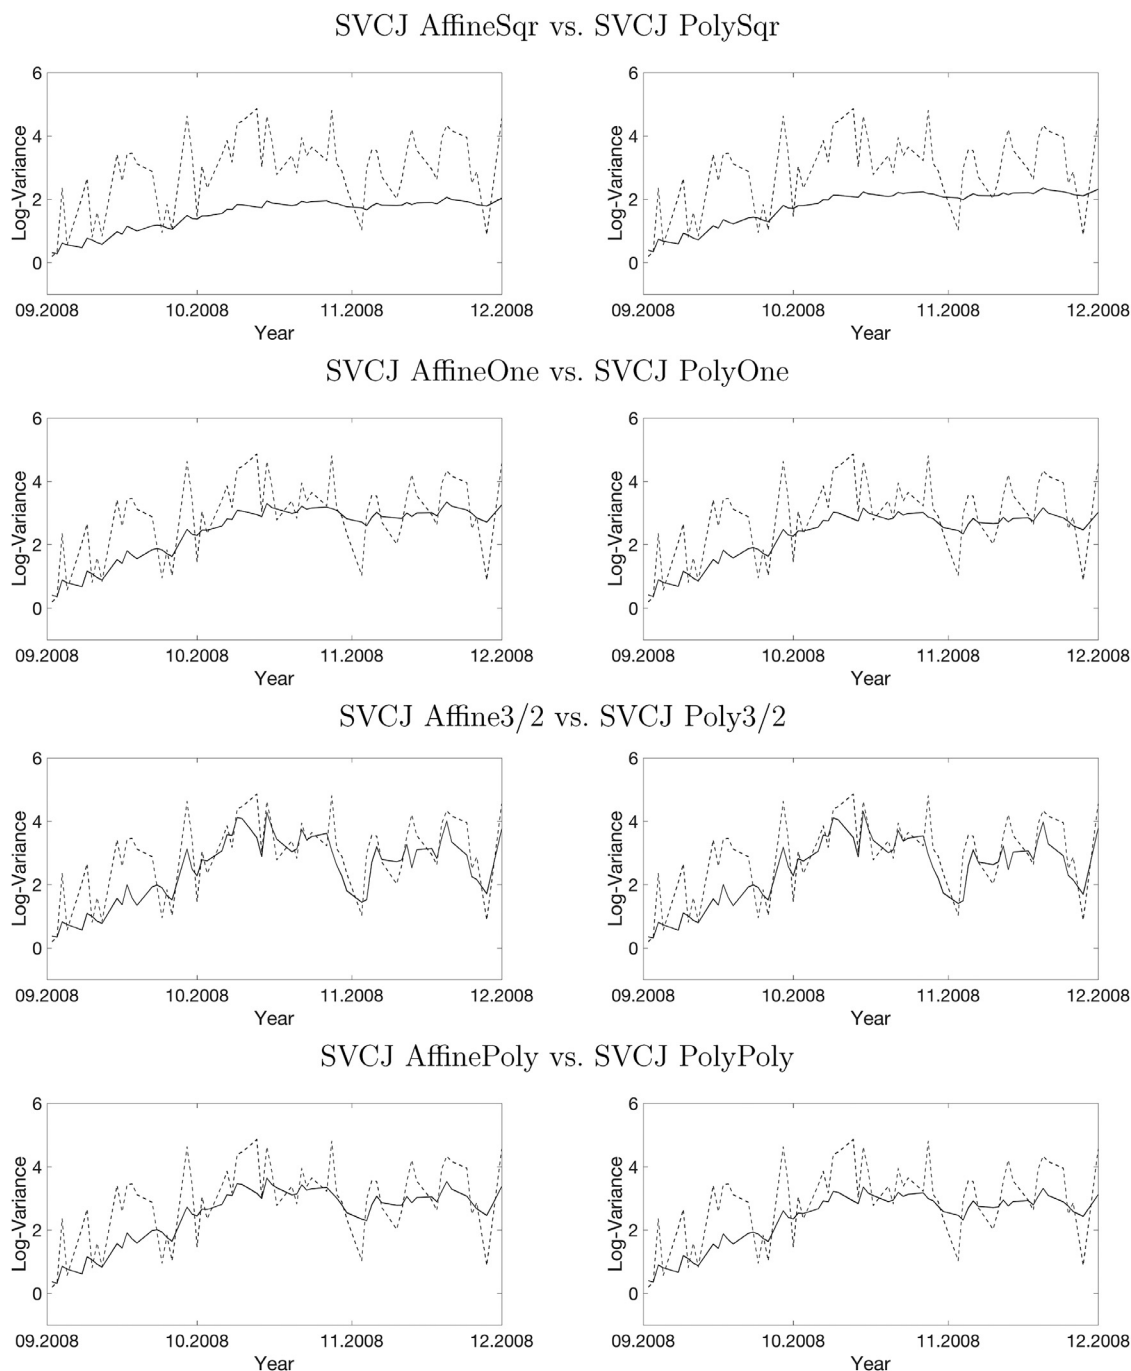 SVCJ AffineSqr vs. SVCJ PolySqr
6
4
2
0
Log-Variance
09.2008 10.2008 11.2008 12.2008
Year
6
4
2
0
Log-Variance
09.2008 10.2008 11.2008 12.2008
Year
SVCJ AffineOne vs. SVCJ PolyOne
6
4
2
0
Log-Variance
09.2008 10.2008 11.2008 12.2008
Year
6
4
2
0
Log-Variance
09.2008 10.2008 11.2008 12.2008
Year
SVCJ Affine3/2 vs. SVCJ Poly3/2
6
4
2
0
Log-Variance
09.2008 10.2008 11.2008 12.2008
Year
6
4
2
0
Log-Variance
09.2008 10.2008 11.2008 12.2008
Year
SVCJ AffinePoly vs. SVCJ PolyPoly
6
4
2
0
Log-Variance
09.2008 10.2008 11.2008 12.2008
Year
6
4
2
0
Log-Variance
09.2008 10.2008 11.2008 12.2008
Year